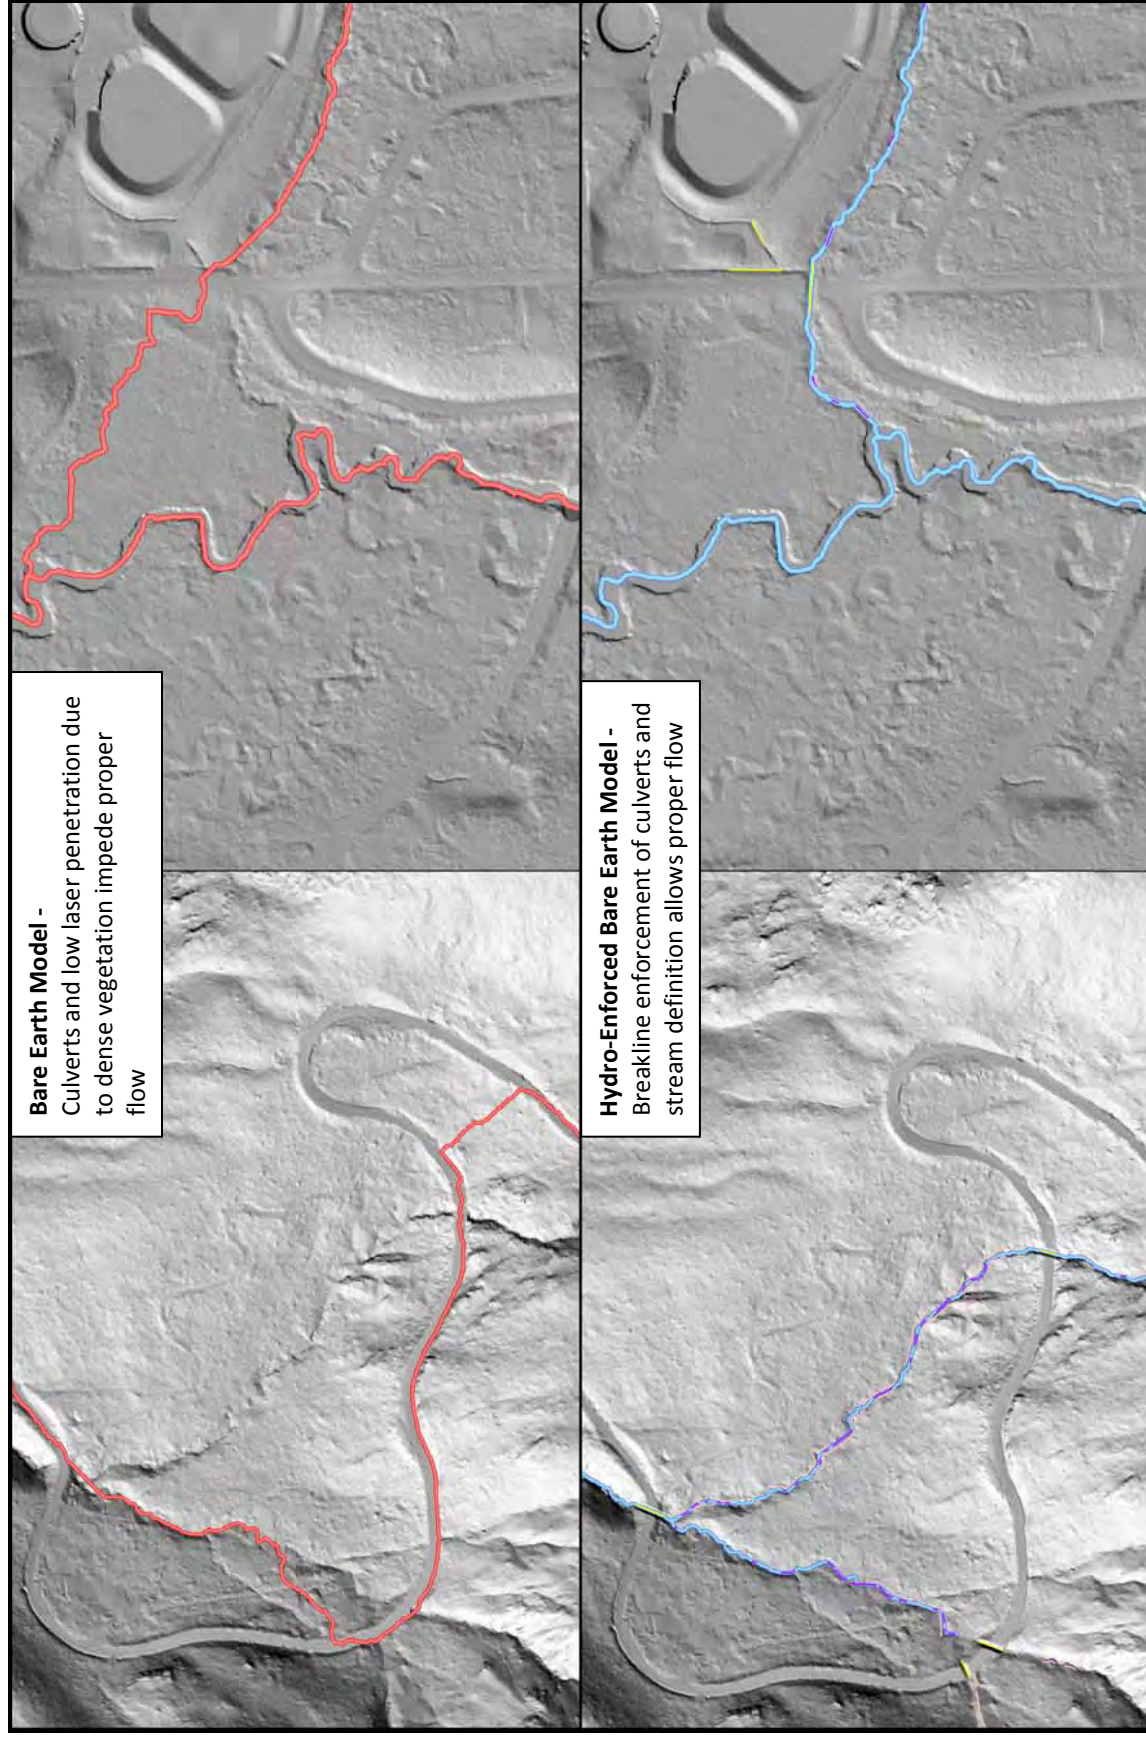 Bare Earth Model -
Culverts and low laser penetration due
to dense vegetation impede proper
flow
Hydro-Enforced Bare Earth Model -
Breakline enforcement of culverts and
stream definition allows proper flow